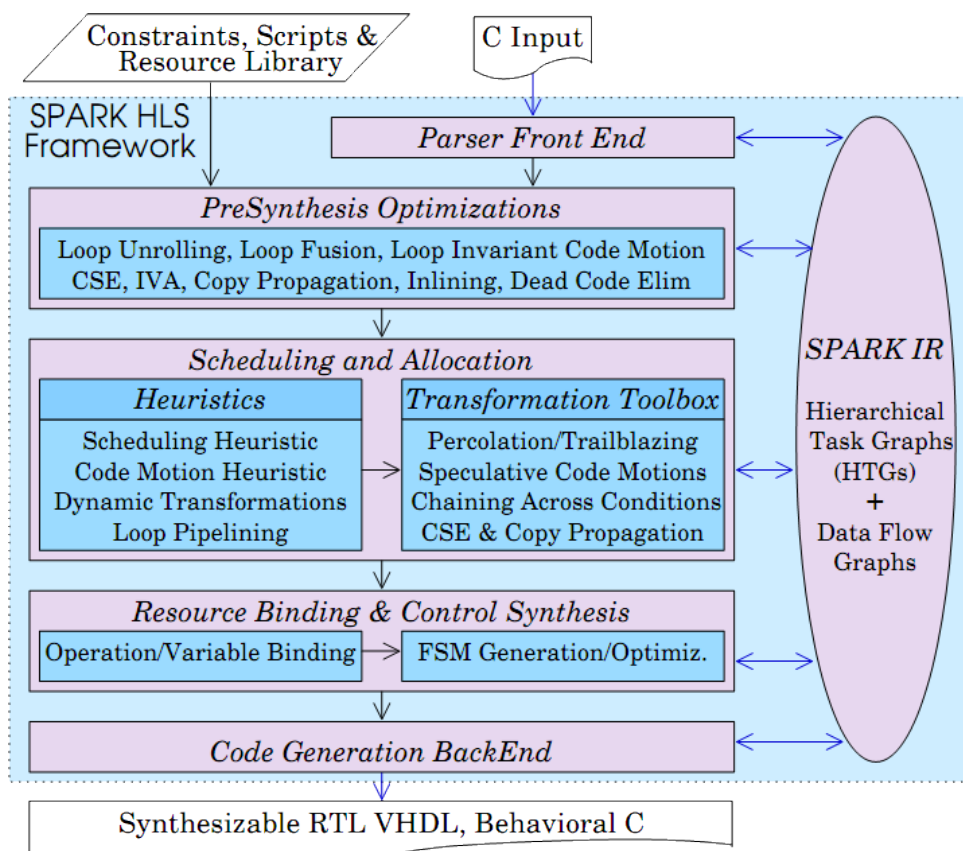 Constraints, Scripts &
Resource Library
C Input
SPARK HLS
Framework
Parser Front End
PreSynthesis Optimizations
Loop Unrolling, Loop Fusion, Loop Invariant Code Motion
CSE, IVA, Copy Propagation, Inlining, Dead Code Elim
Scheduling and Allocation
Heuristics
Scheduling Heuristic
Code Motion Heuristic
Dynamic Transformations
Loop Pipelining
Transformation Toolbox
Percolation/Trailblazing
Speculative Code Motions
Chaining Across Conditions
CSE & Copy Propagation
Resource Binding & Control Synthesis
Operation/Variable Binding
FSM Generation/Optimiz.
Code Generation BackEnd
SPARK IR
Hierarchical
Task Graphs
(HTGs)
+
Data Flow
Graphs
Synthesizable RTL VHDL, Behavioral C